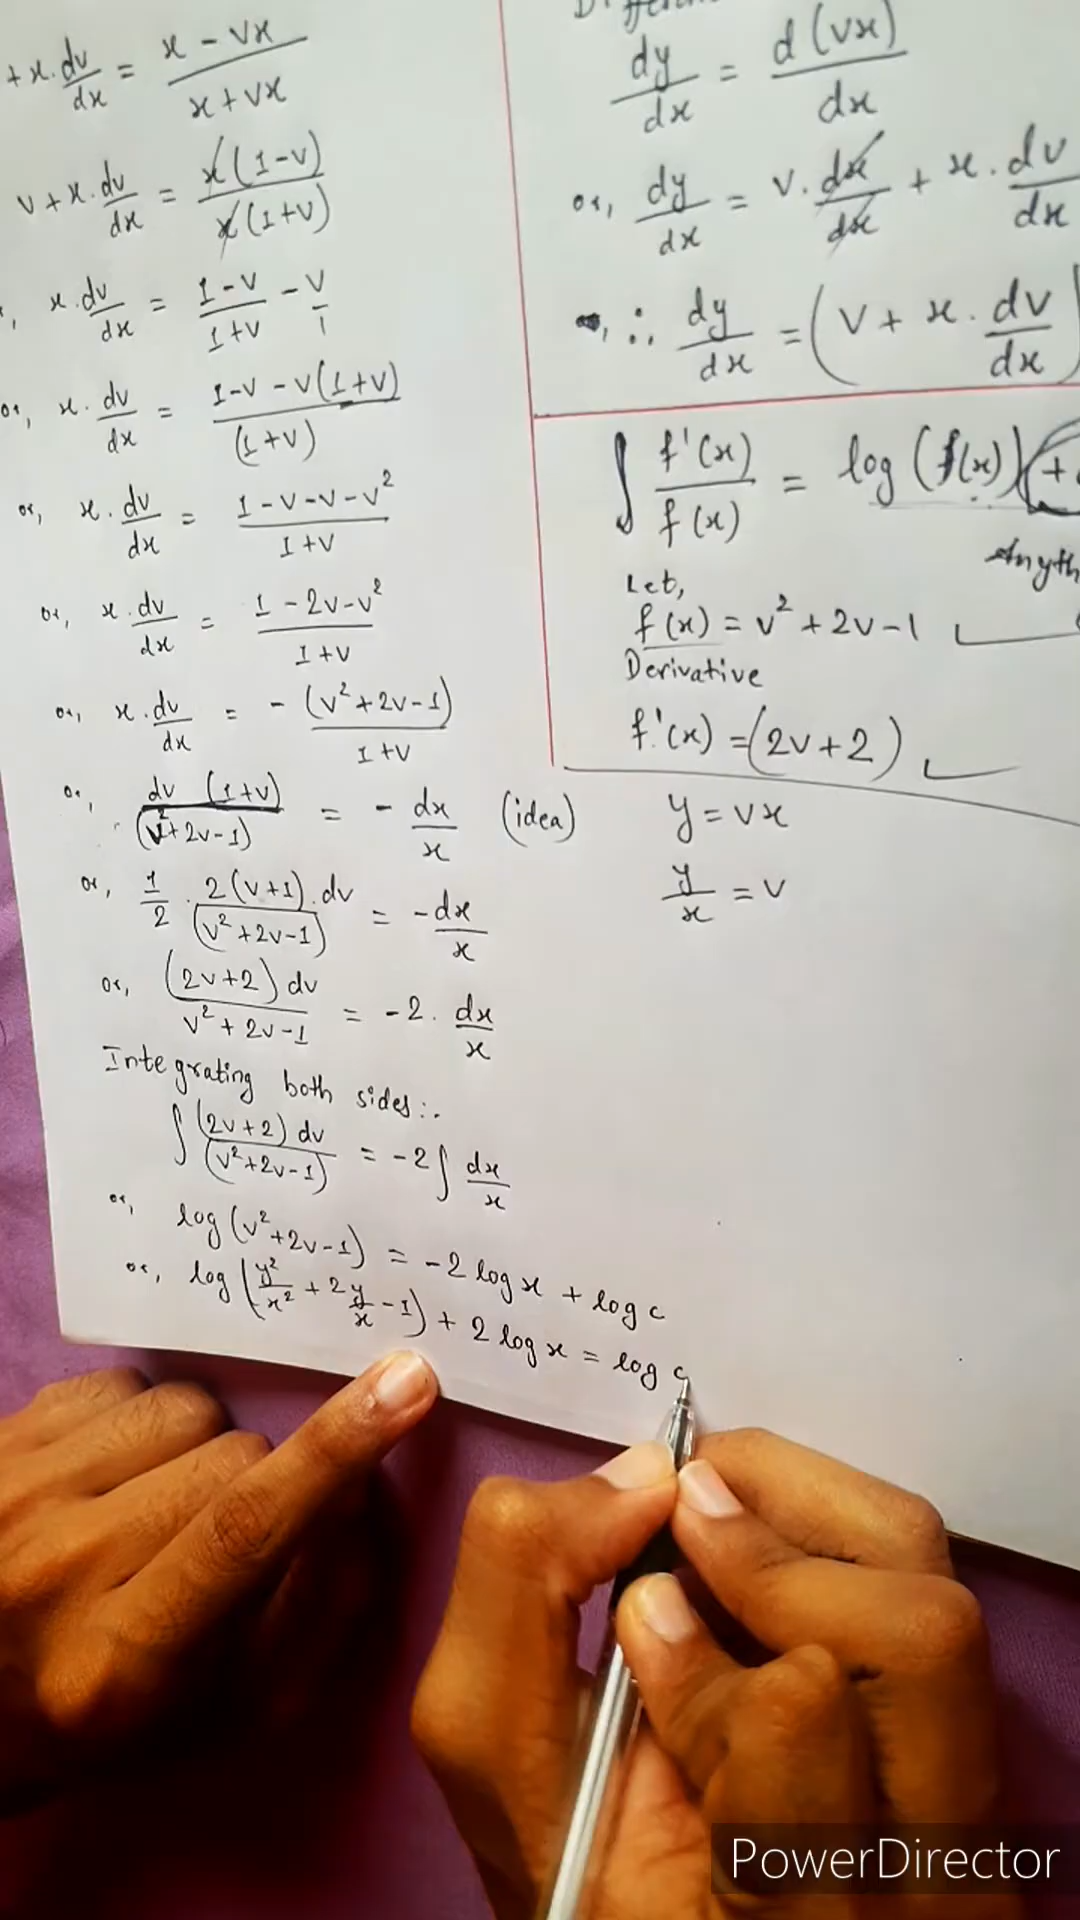 + x. dv/dx = x - vx / x + vx
v + x. dv/dx = x(1-v) / x(1+v)
x. dv/dx = 1-v / 1+v - v/1
or, x. dv/dx = 1-v - v(1+v) / (1+v)
or, x. dv/dx = 1-v-v-v² / 1+v
or, x. dv/dx = 1-2v-v² / 1+v
or, x. dv/dx = - (v²+2v-1) / 1+v
or, dv (1+v) / (v²+2v-1) = - dx/x (idea)
or, 1/2 . 2(v+1).dv / (v²+2v-1) = - dx/x
or, (2v+2) dv / v²+2v-1 = -2. dx/x
Integrating both sides:.
∫ (2v+2) dv / (v²+2v-1) = -2 ∫ dx/x
or, log (v²+2v-1) = -2 log x + log c
or, log (y²/x² + 2 y/x - 1) + 2 log x = log c
dy/dx = d(vx)/dx
or, dy/dx = v. dx/dx + x. dv/dx
∴ dy/dx = (v + x. dv/dx)
∫ f'(x) / f(x) = log (f(x)) +
Let,
f(x) = v² + 2v - 1
Derivative
f'(x) = (2v+2)
y = vx
y/x = v
PowerDirector